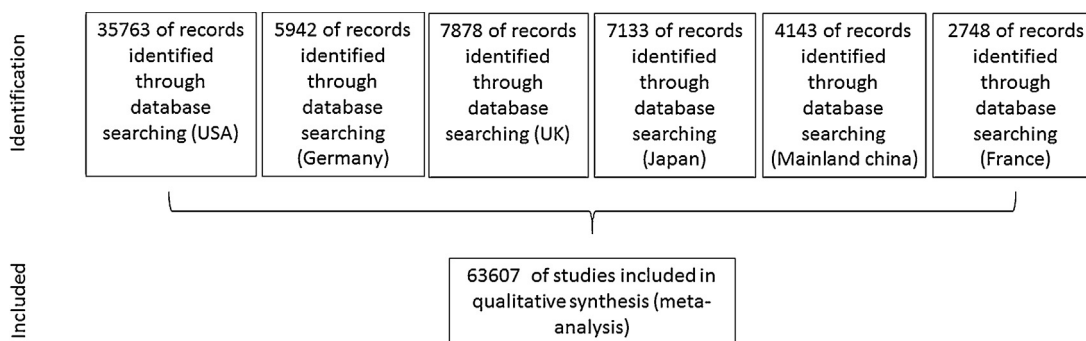 Identification
35763 of records
identified
through
database
searching (USA)
5942 of records
identified
through
database
searching
(Germany)
7878 of records
identified
through
database
searching (UK)
7133 of records
identified
through
database
searching
(Japan)
4143 of records
identified
through
database
searching
(Mainland china)
2748 of records
identified
through
database
searching
(France)
Included
63607 of studies included in
qualitative synthesis (meta-
analysis)